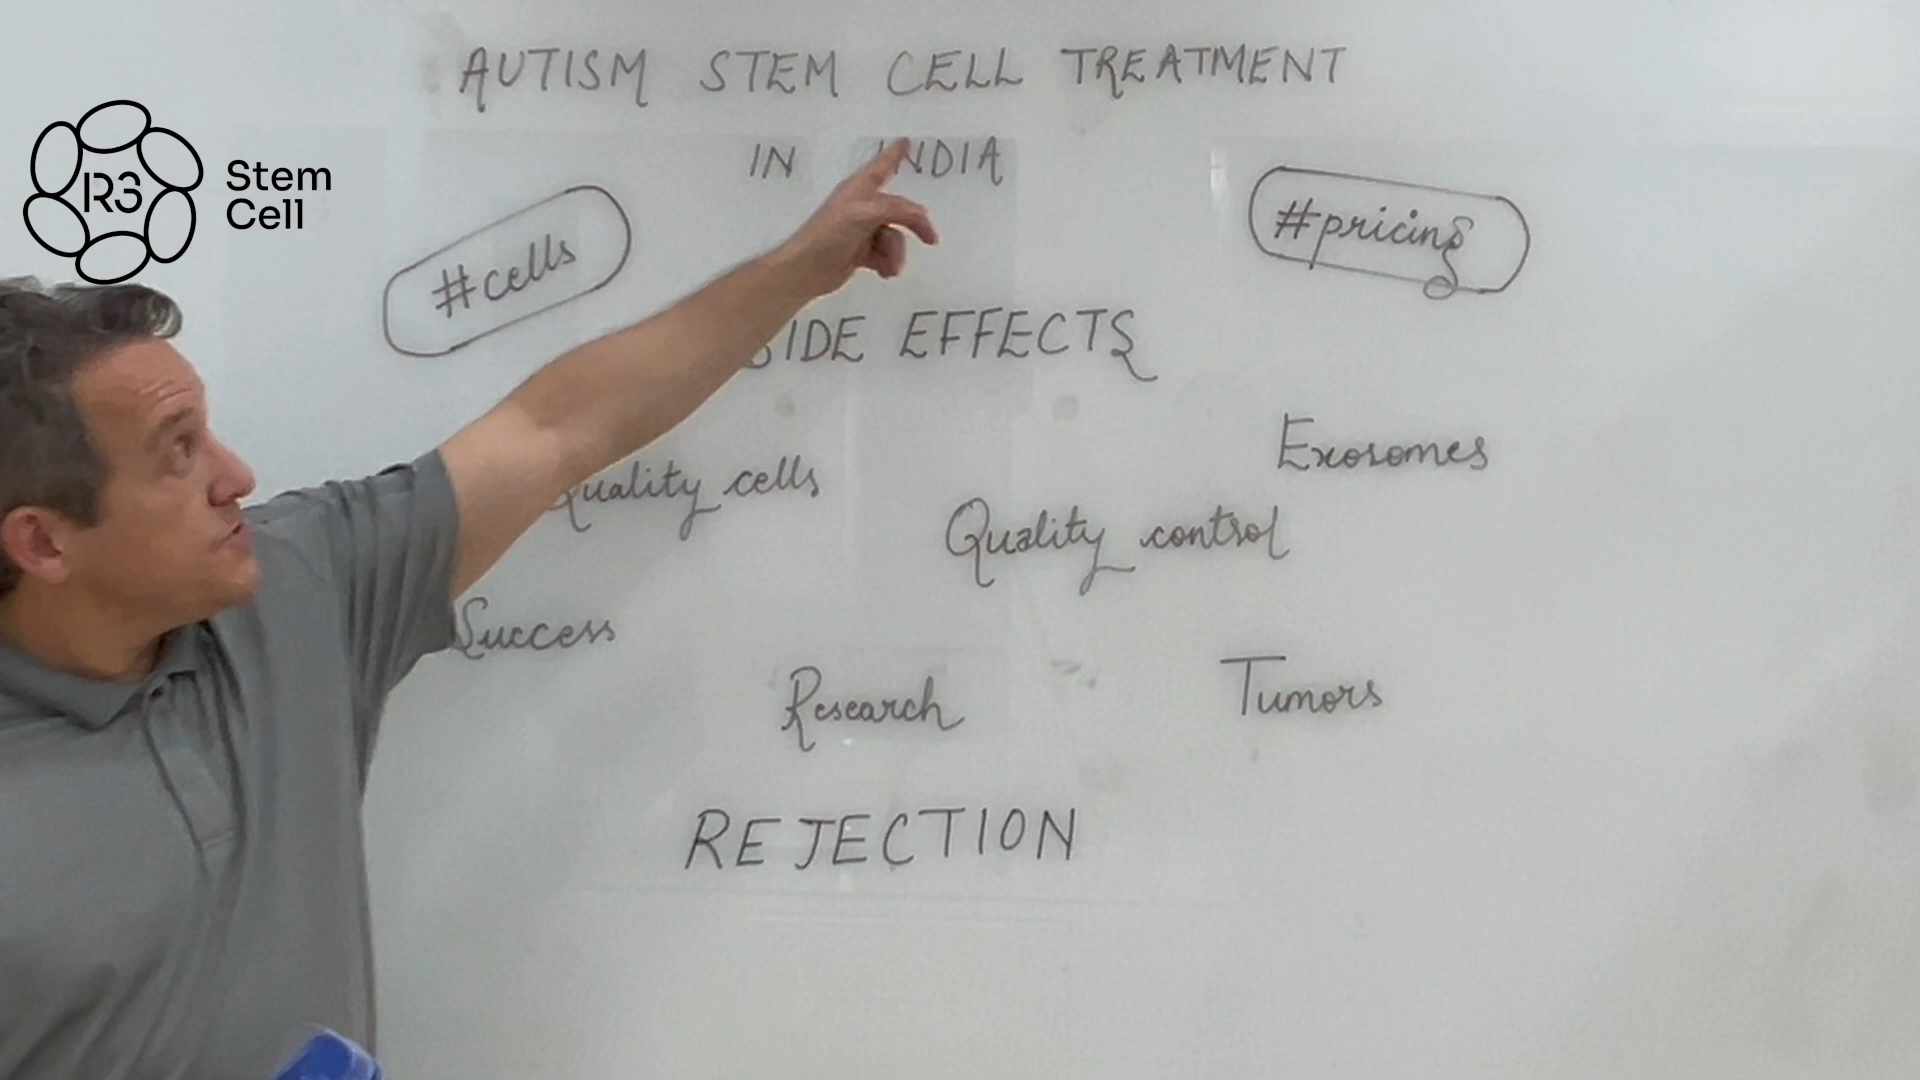 AUTISM STEM CELL TREATMENT
IN INDIA
R3 Stem
Cell
#cells
#pricing
SIDE EFFECTS
Exosomes
Quality cells
Quality control
Success
Research
Tumors
REJECTION